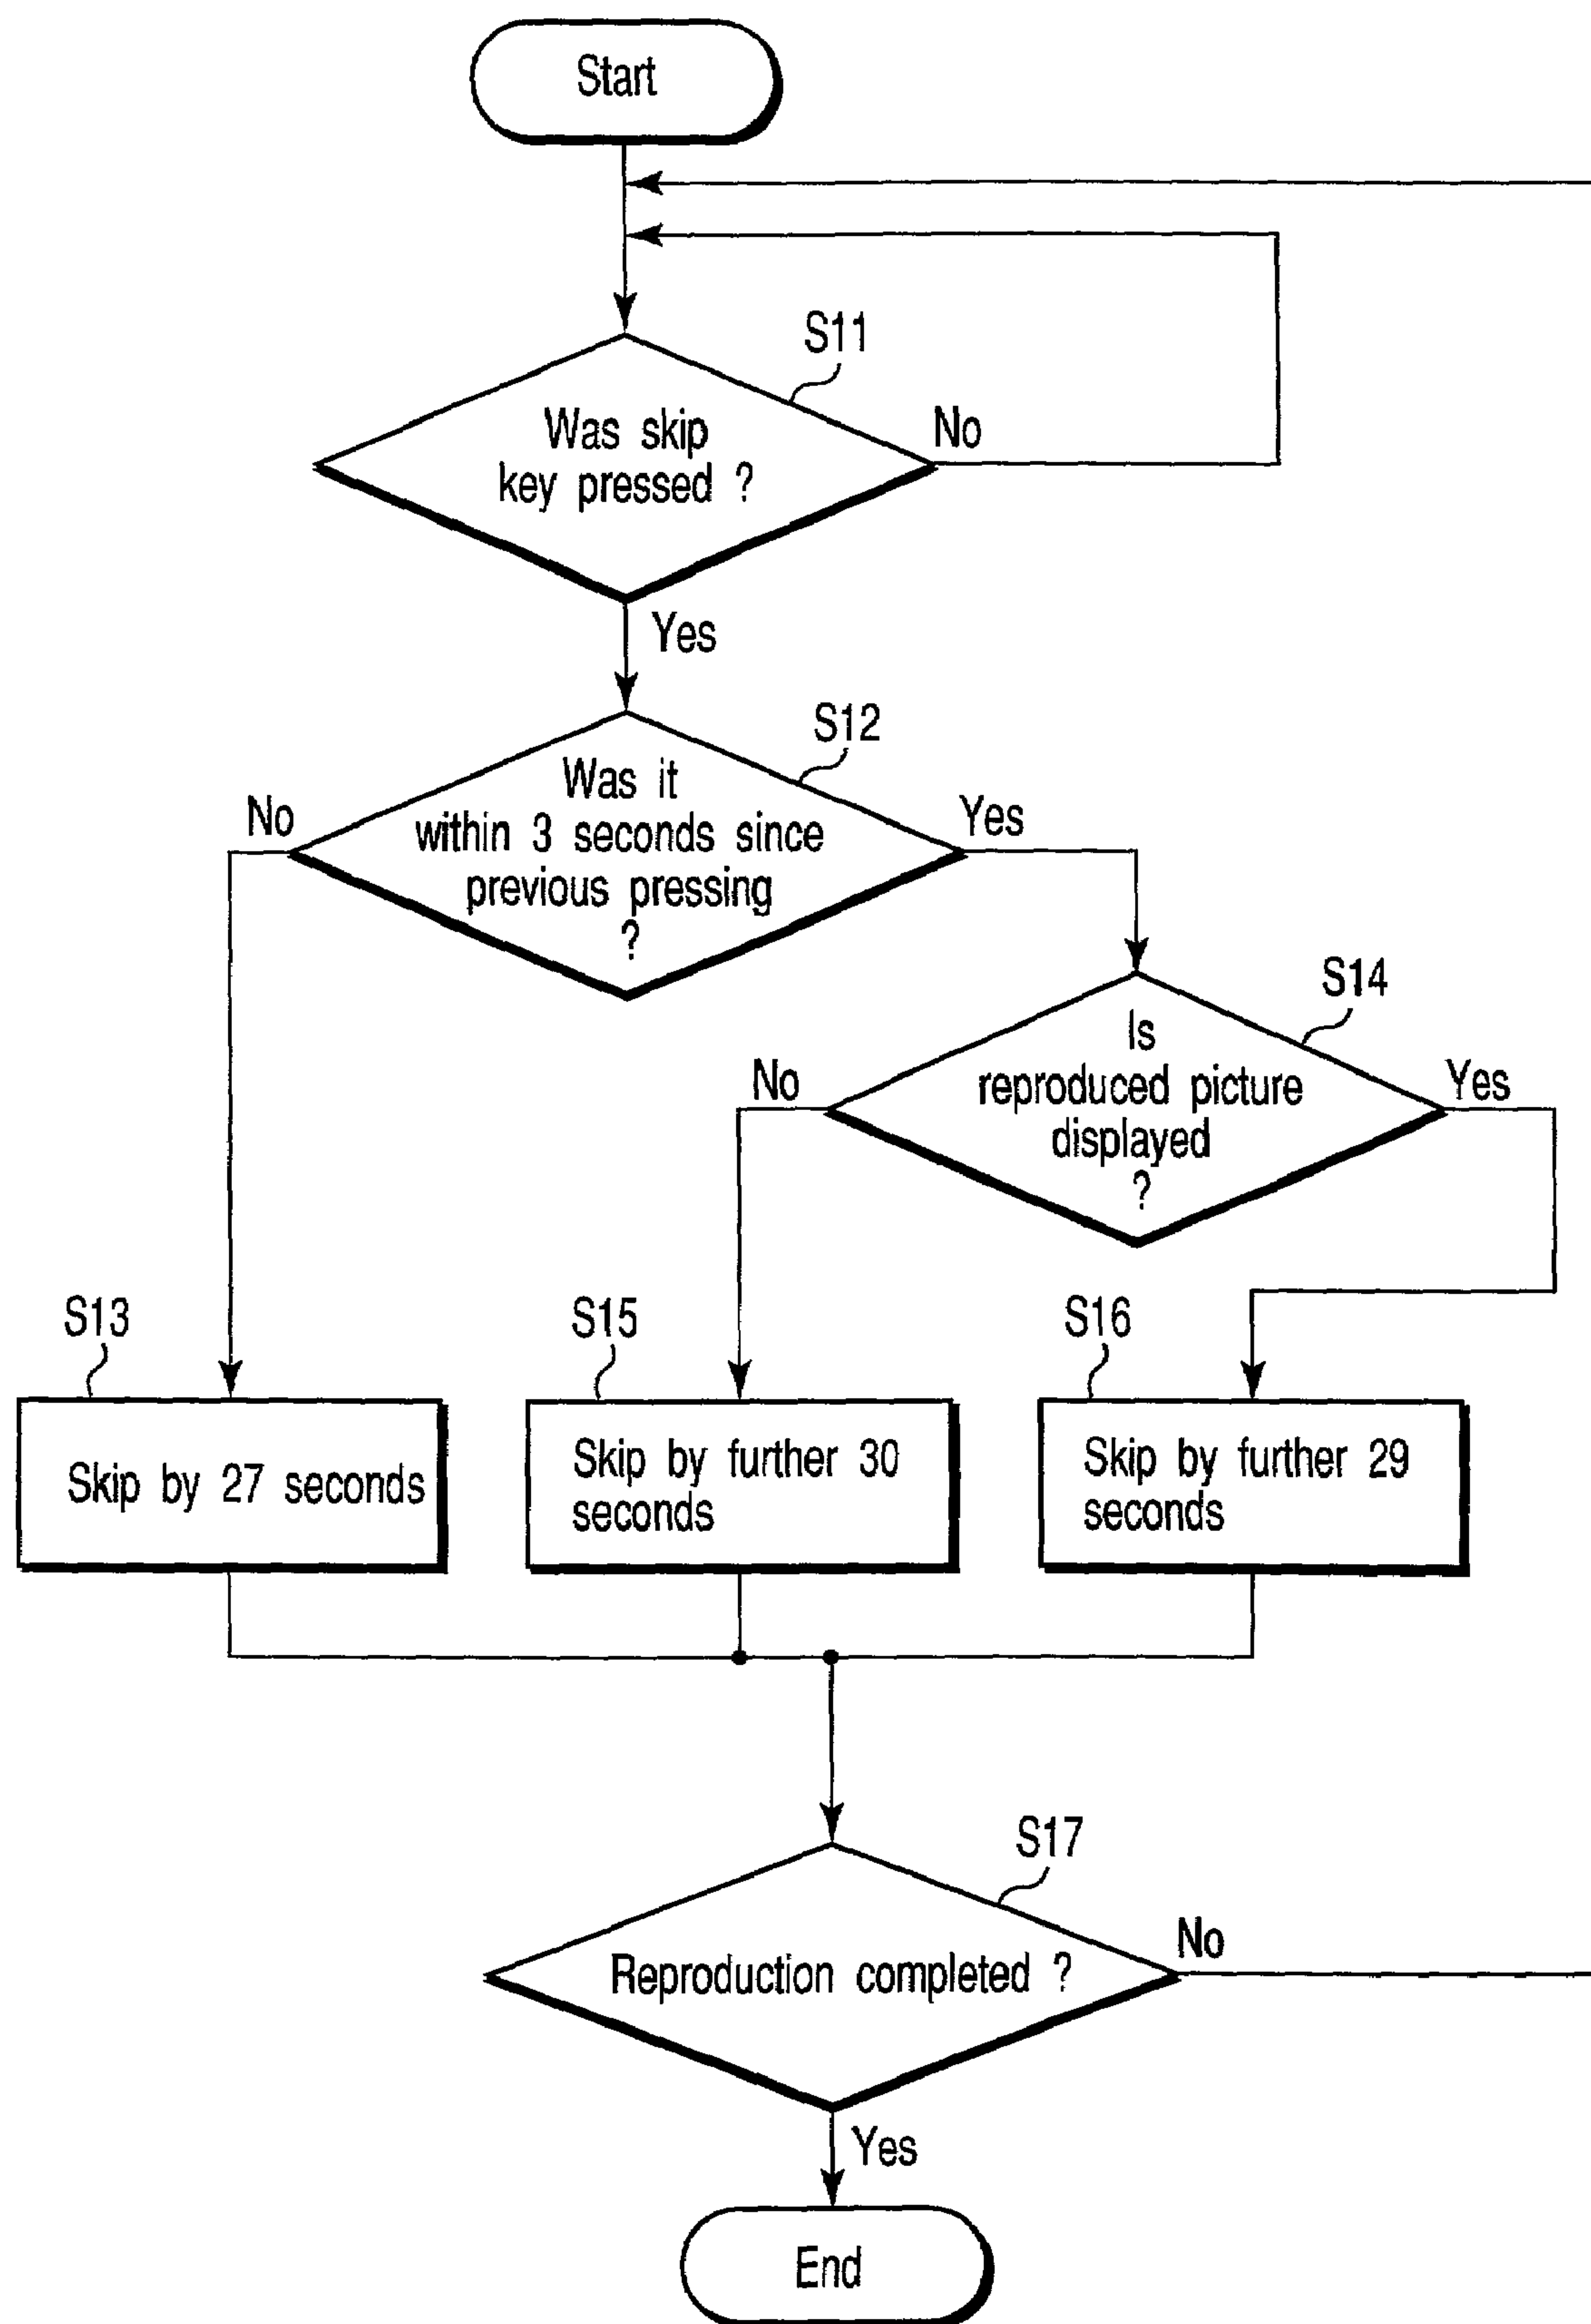 Start
S11
Was skip
key pressed ?
No
Yes
S12
Was it
within 3 seconds since
previous pressing
?
No
Yes
S14
Is
reproduced picture
displayed
?
No
Yes
S13
Skip by 27 seconds
S15
Skip by further 30
seconds
S16
Skip by further 29
seconds
S17
Reproduction completed ?
No
Yes
End